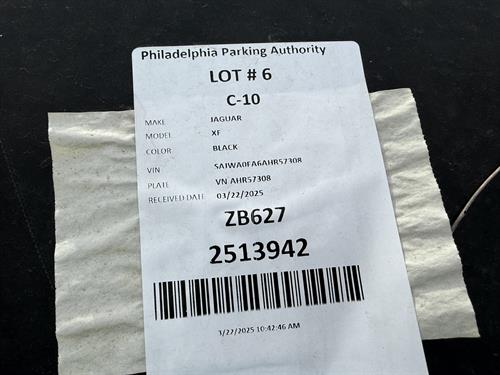 Philadelphia Parking Authority
LOT # 6
C-10
MAKE JAGUAR
MODEL XF
COLOR BLACK
VIN SAJWA0FA6AHR57308
PLATE VN AHR57308
RECEIVED DATE 03/22/2025
ZB627
2513942
3/22/2025 10:42:46 AM